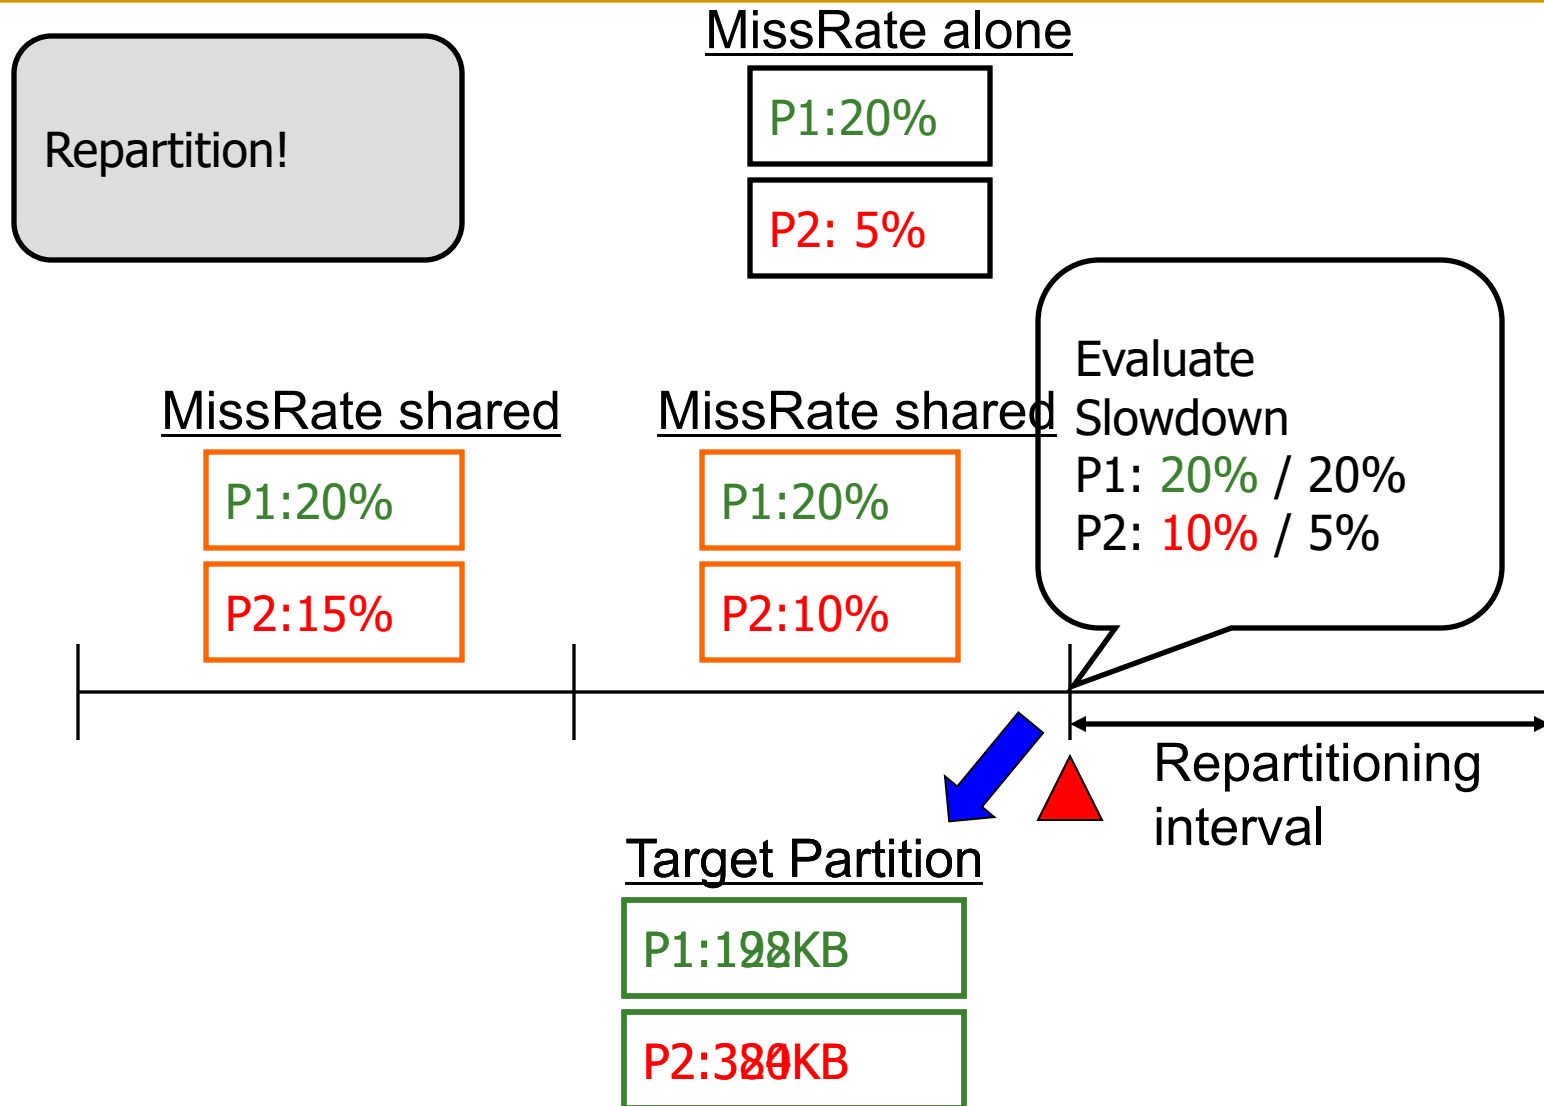 MissRate alone
Repartition!
P1:20%
P2: 5%
MissRate shared
P1:20%
P2:15%
MissRate shared
P1:20%
P2:10%
Evaluate
Slowdown
P1: 20% / 20%
P2: 10% / 5%
Repartitioning
interval
Target Partition